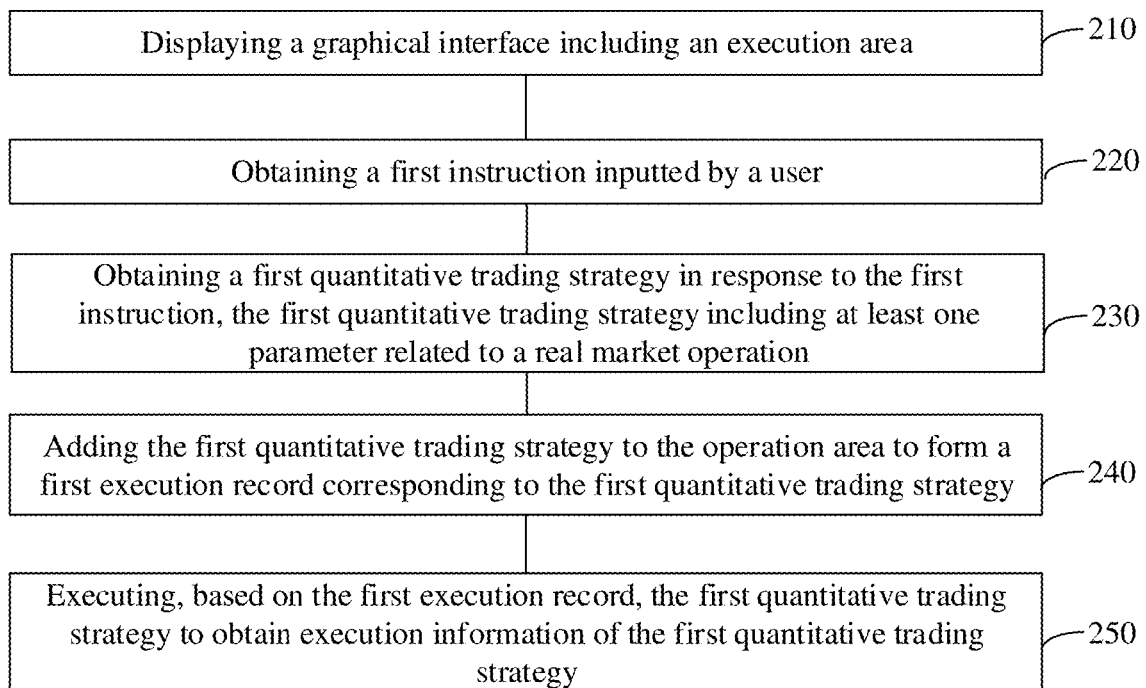 Displaying a graphical interface including an execution area
210
Obtaining a first instruction inputted by a user
220
Obtaining a first quantitative trading strategy in response to the first
instruction, the first quantitative trading strategy including at least one
parameter related to a real market operation
230
Adding the first quantitative trading strategy to the operation area to form a
first execution record corresponding to the first quantitative trading strategy
240
Executing, based on the first execution record, the first quantitative trading
strategy to obtain execution information of the first quantitative trading
strategy
250